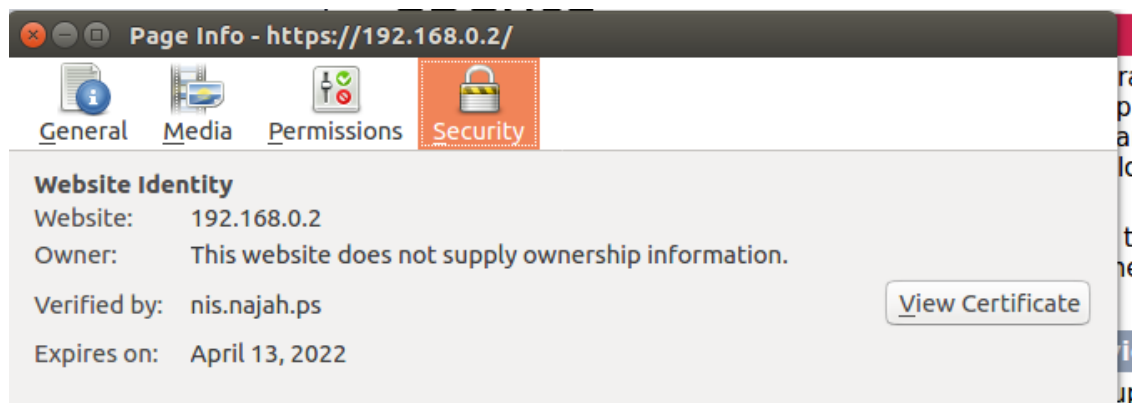 Page Info - https://192.168.0.2/
General Media Permissions Security
Website Identity
Website: 192.168.0.2
Owner: This website does not supply ownership information.
Verified by: nis.najah.ps View Certificate
Expires on: April 13, 2022